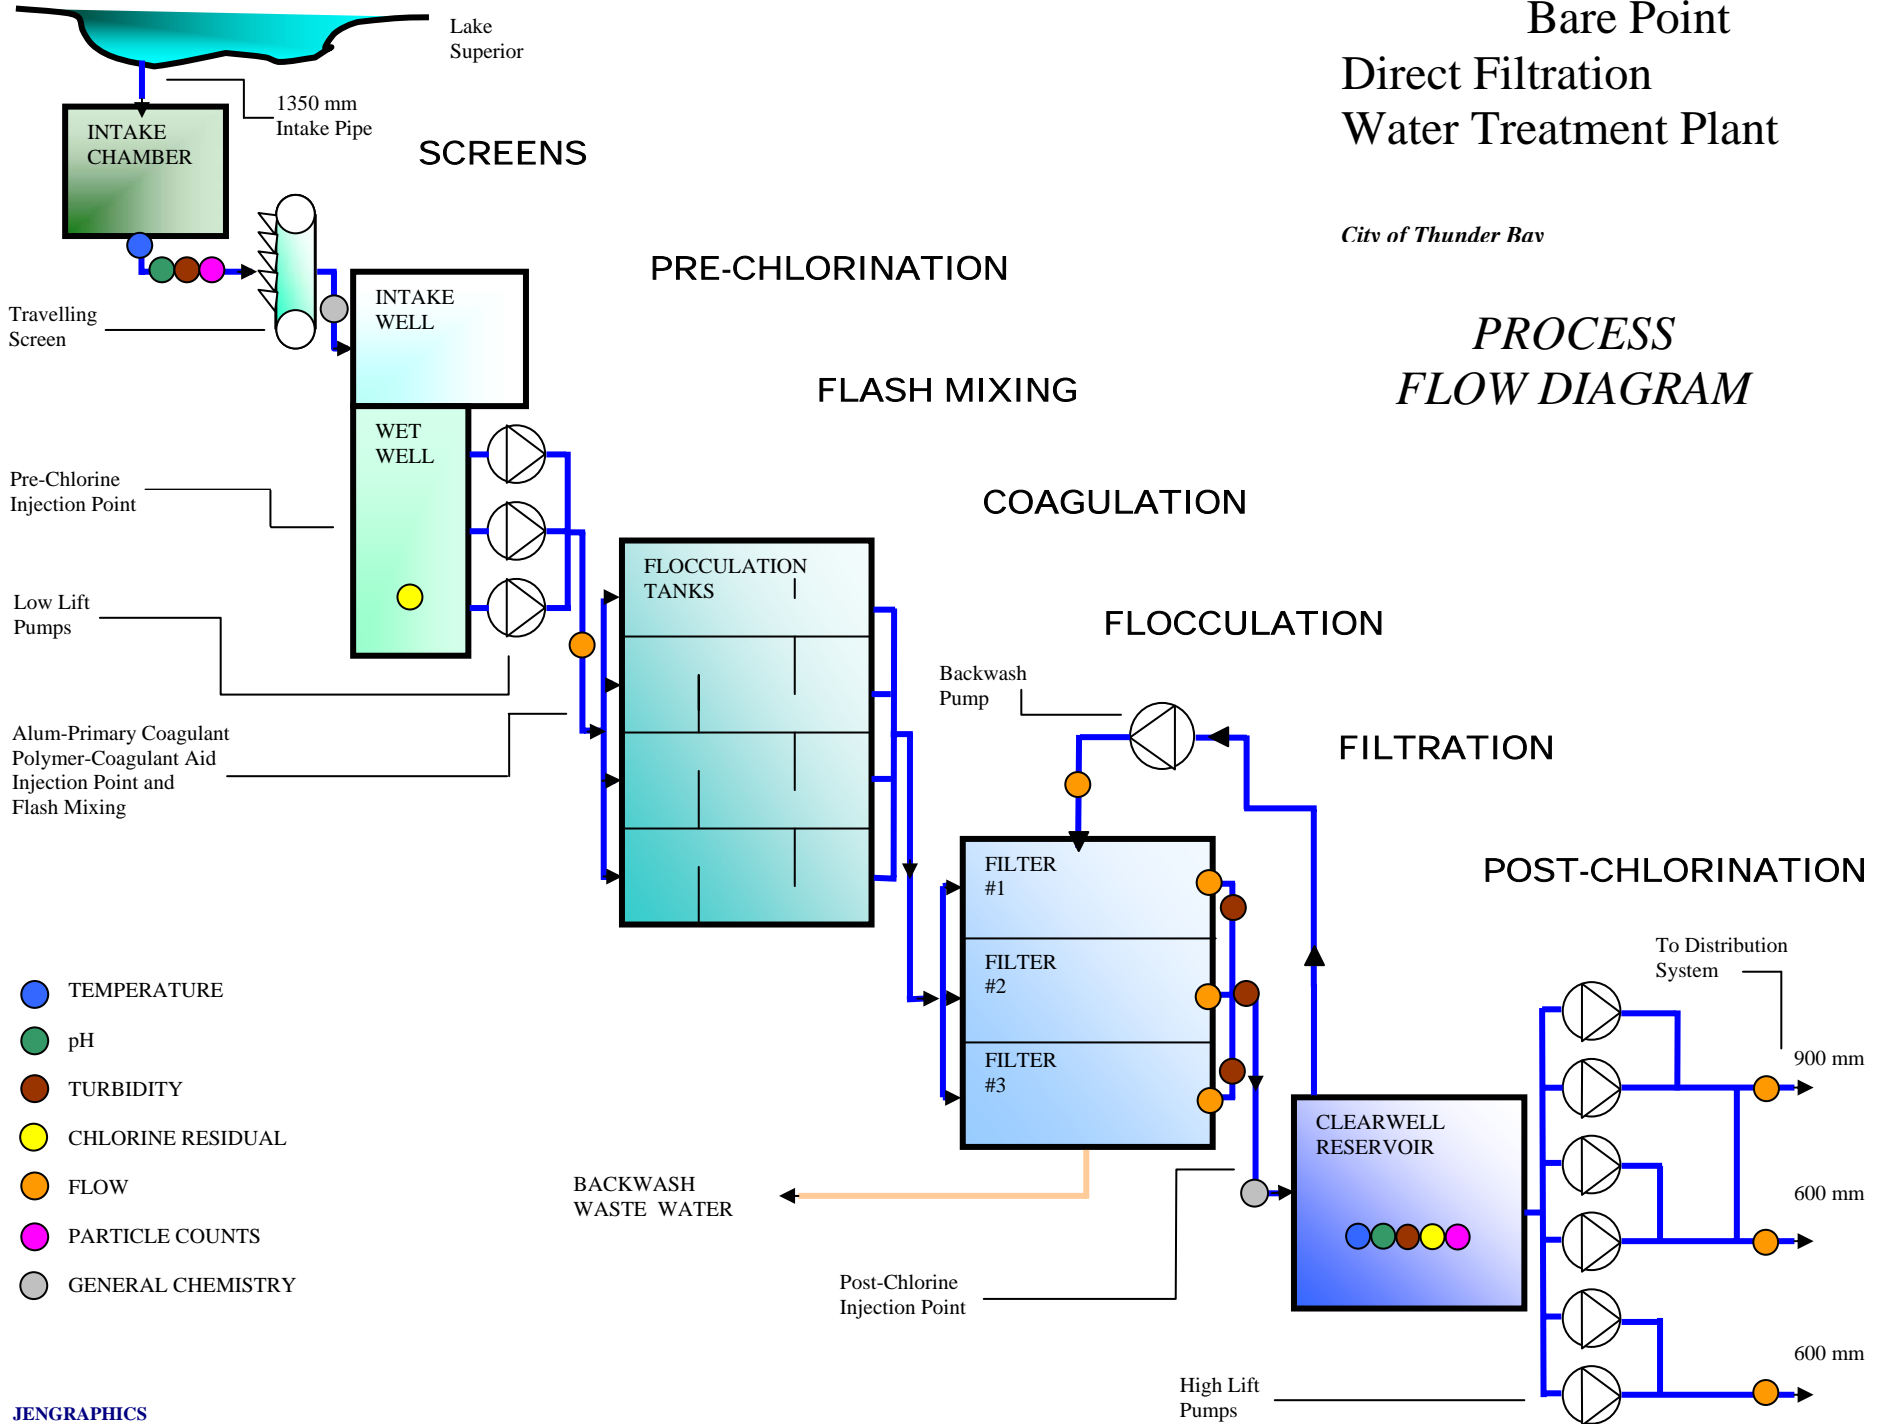 Bare Point
Direct Filtration
Water Treatment Plant
City of Thunder Bay
PROCESS
FLOW DIAGRAM
Lake
Superior
1350 mm
Intake Pipe
INTAKE
CHAMBER
SCREENS
Travelling
Screen
INTAKE
WELL
PRE-CHLORINATION
FLASH MIXING
WET
WELL
Pre-Chlorine
Injection Point
COAGULATION
Low Lift
Pumps
FLOCCULATION
TANKS
FLOCCULATION
Alum-Primary Coagulant
Polymer-Coagulant Aid
Injection Point and
Flash Mixing
Backwash
Pump
FILTRATION
FILTER
#1
FILTER
#2
FILTER
#3
POST-CHLORINATION
To Distribution
System
900 mm
600 mm
600 mm
CLEARWELL
RESERVOIR
BACKWASH
WASTE WATER
Post-Chlorine
Injection Point
High Lift
Pumps
TEMPERATURE
pH
TURBIDITY
CHLORINE RESIDUAL
FLOW
PARTICLE COUNTS
GENERAL CHEMISTRY
JENGRAPHICS